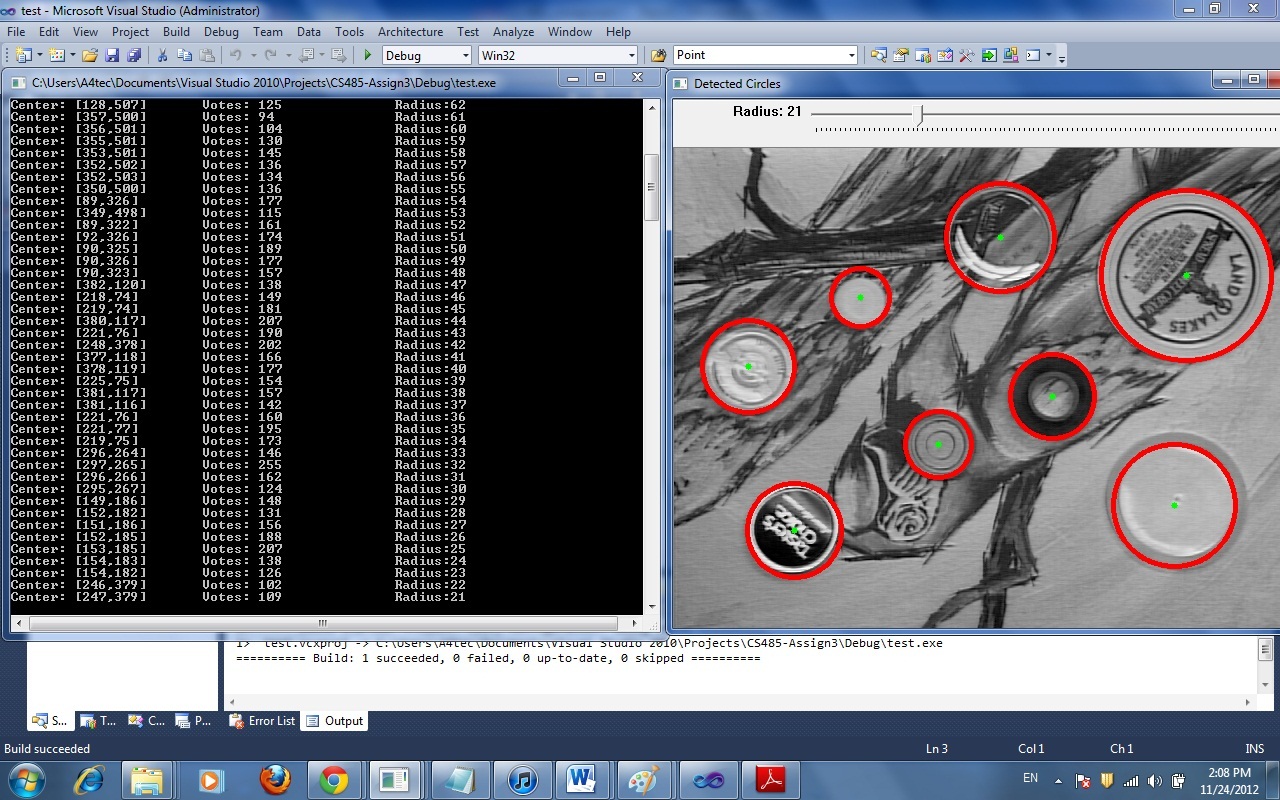 test - Microsoft Visual Studio (Administrator)
File Edit View Project Build Debug Team Data Tools Architecture Test Analyze Window Help
Debug Win32 Point
C:\Users\A4tec\Documents\Visual Studio 2010\Projects\CS485-Assign3\Debug\test.exe
Center: [128,507] Votes: 125 Radius:62
Center: [357,500] Votes: 94 Radius:61
Center: [356,501] Votes: 104 Radius:60
Center: [355,501] Votes: 130 Radius:59
Center: [353,501] Votes: 145 Radius:58
Center: [352,502] Votes: 136 Radius:57
Center: [352,503] Votes: 134 Radius:56
Center: [350,500] Votes: 136 Radius:55
Center: [89,326] Votes: 177 Radius:54
Center: [349,498] Votes: 115 Radius:53
Center: [89,322] Votes: 161 Radius:52
Center: [92,326] Votes: 174 Radius:51
Center: [90,325] Votes: 189 Radius:50
Center: [90,326] Votes: 177 Radius:49
Center: [90,323] Votes: 157 Radius:48
Center: [382,120] Votes: 138 Radius:47
Center: [218,74] Votes: 149 Radius:46
Center: [219,74] Votes: 181 Radius:45
Center: [380,117] Votes: 207 Radius:44
Center: [221,76] Votes: 190 Radius:43
Center: [248,378] Votes: 202 Radius:42
Center: [377,118] Votes: 166 Radius:41
Center: [378,119] Votes: 177 Radius:40
Center: [225,75] Votes: 154 Radius:39
Center: [381,117] Votes: 157 Radius:38
Center: [381,116] Votes: 142 Radius:37
Center: [221,76] Votes: 160 Radius:36
Center: [221,77] Votes: 195 Radius:35
Center: [219,75] Votes: 173 Radius:34
Center: [296,264] Votes: 146 Radius:33
Center: [297,265] Votes: 255 Radius:32
Center: [296,266] Votes: 162 Radius:31
Center: [295,267] Votes: 124 Radius:30
Center: [149,186] Votes: 148 Radius:29
Center: [152,182] Votes: 131 Radius:28
Center: [151,186] Votes: 156 Radius:27
Center: [152,185] Votes: 188 Radius:26
Center: [153,185] Votes: 207 Radius:25
Center: [154,183] Votes: 138 Radius:24
Center: [154,182] Votes: 126 Radius:23
Center: [246,379] Votes: 102 Radius:22
Center: [247,379] Votes: 109 Radius:21
Detected Circles
Radius: 21
LAND O LAKES
1> test.vcxproj -> C:\Users\A4tec\Documents\Visual Studio 2010\Projects\CS485-Assign3\Debug\test.exe
========== Build: 1 succeeded, 0 failed, 0 up-to-date, 0 skipped ==========
S... T... C... P... Error List Output
Build succeeded Ln 3 Col 1 Ch 1 INS
EN 2:08 PM
11/24/2012